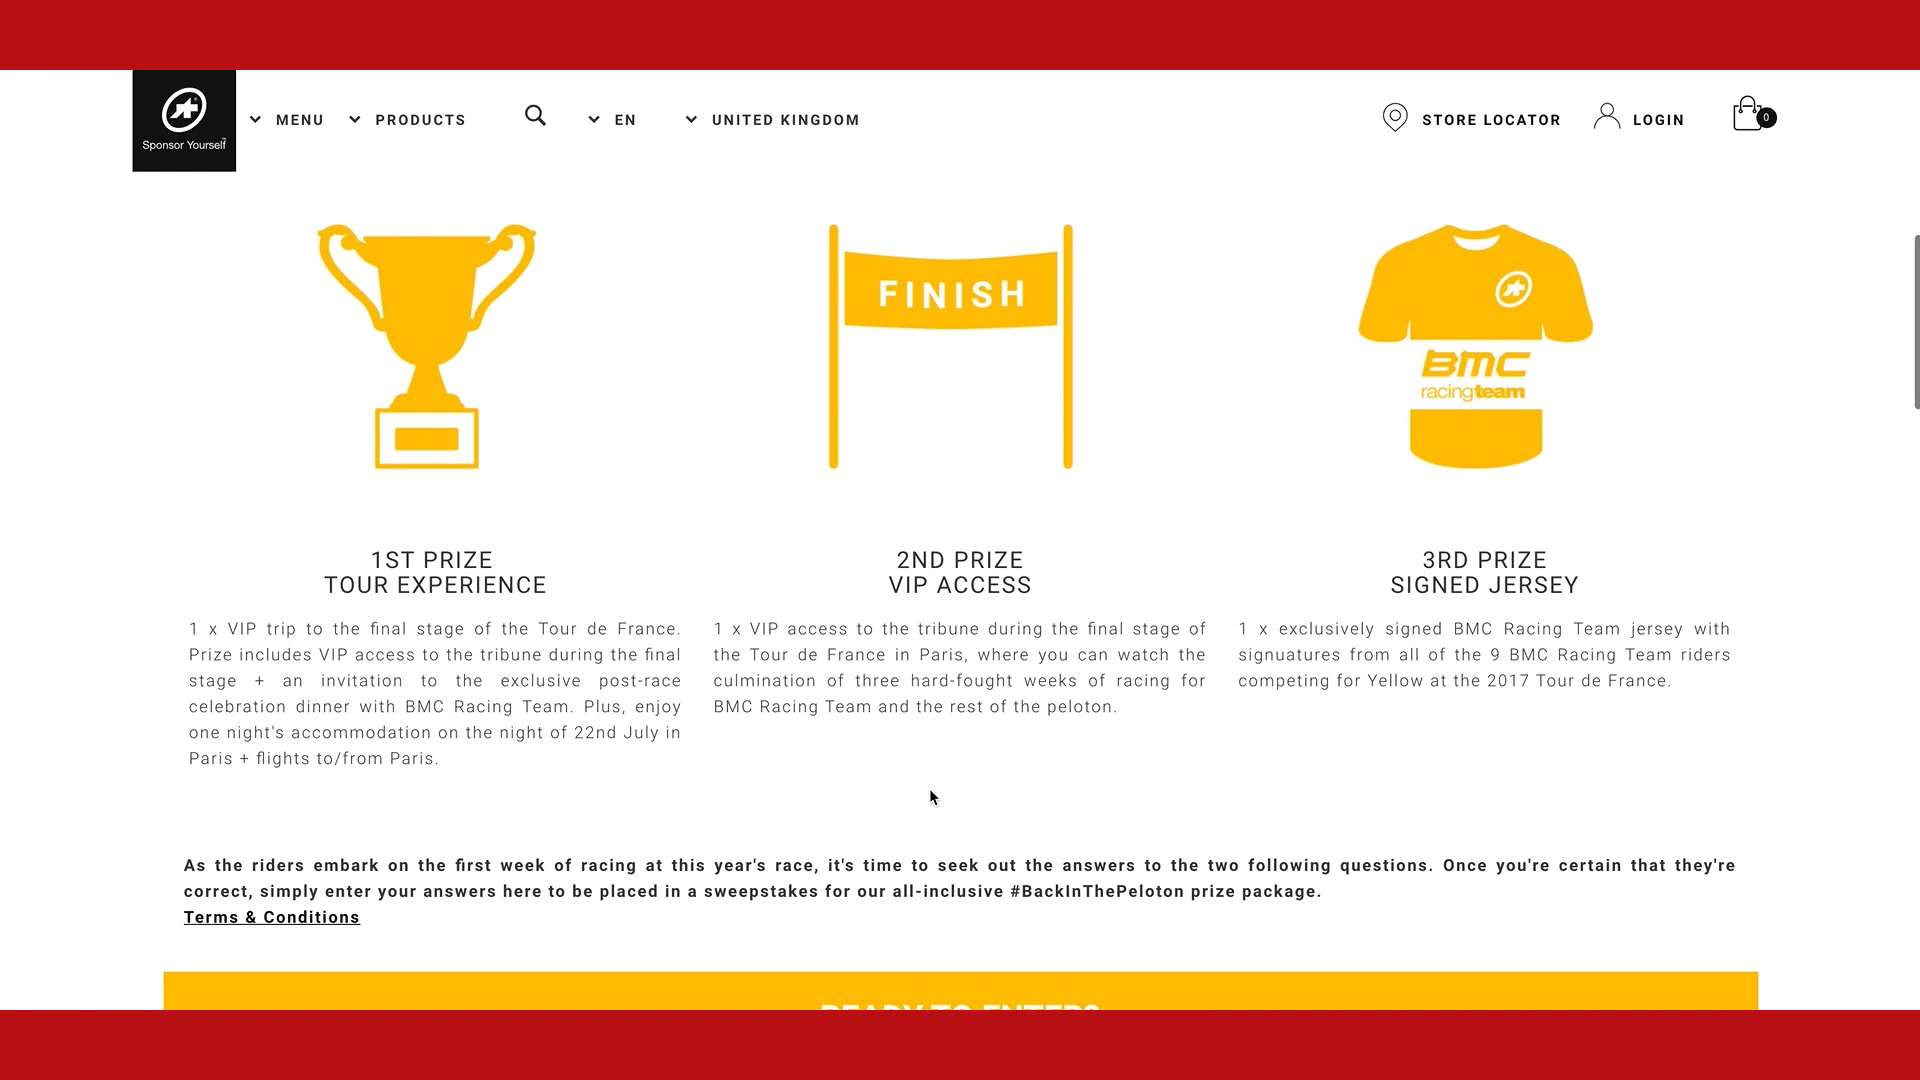 Sponsor Yourself™
MENU
PRODUCTS
EN
UNITED KINGDOM
STORE LOCATOR
LOGIN
0
FINISH
BMC
racingteam
1ST PRIZE
TOUR EXPERIENCE
1 x VIP trip to the final stage of the Tour de France.
Prize includes VIP access to the tribune during the final
stage + an invitation to the exclusive post-race
celebration dinner with BMC Racing Team. Plus, enjoy
one night's accommodation on the night of 22nd July in
Paris + flights to/from Paris.
2ND PRIZE
VIP ACCESS
1 x VIP access to the tribune during the final stage of
the Tour de France in Paris, where you can watch the
culmination of three hard-fought weeks of racing for
BMC Racing Team and the rest of the peloton.
3RD PRIZE
SIGNED JERSEY
1 x exclusively signed BMC Racing Team jersey with
signuatures from all of the 9 BMC Racing Team riders
competing for Yellow at the 2017 Tour de France.
As the riders embark on the first week of racing at this year's race, it's time to seek out the answers to the two following questions. Once you're certain that they're
correct, simply enter your answers here to be placed in a sweepstakes for our all-inclusive #BackInThePeloton prize package.
Terms & Conditions
READY TO ENTER?